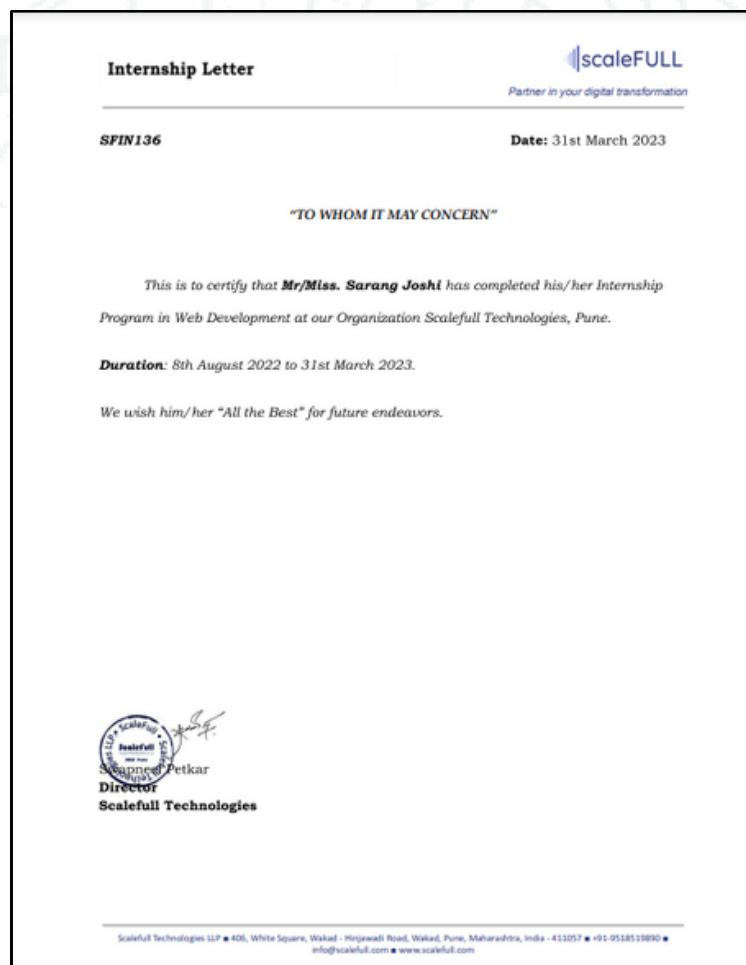 Internship Letter
scaleFULL
Partner in your digital transformation
SFIN136
Date: 31st March 2023
“TO WHOM IT MAY CONCERN”
This is to certify that Mr/Miss. Sarang Joshi has completed his/her Internship
Program in Web Development at our Organization Scalefull Technologies, Pune.
Duration: 8th August 2022 to 31st March 2023.
We wish him/her “All the Best” for future endeavors.
ScaleFull
Swapneel Petkar
Director
Scalefull Technologies
Scalefull Technologies LLP ■ 406, White Square, Wakad - Hinjawadi Road, Wakad, Pune, Maharashtra, India - 411057 ■ +91-9518519890 ■
info@scalefull.com ■ www.scalefull.com